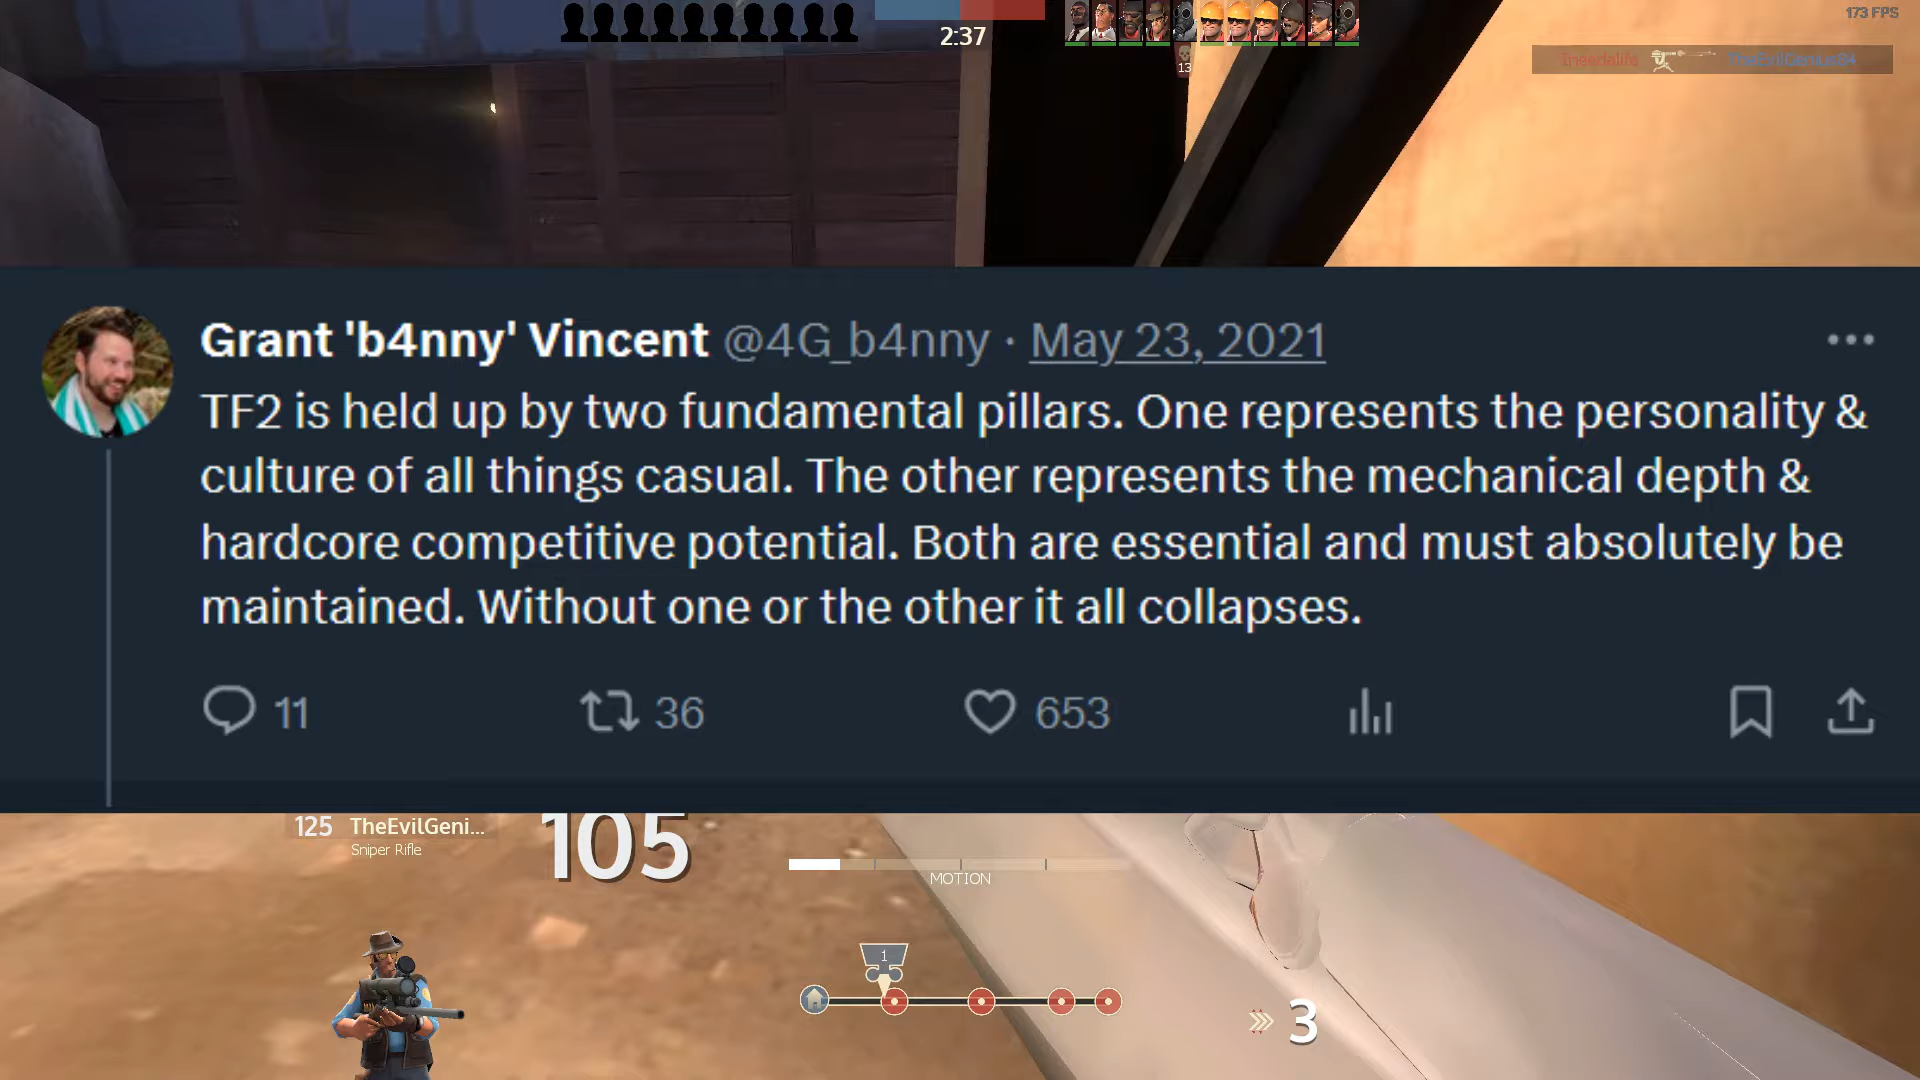 2:37
173 FPS
13
Ineedalife TheEvilGenius84
Grant 'b4nny' Vincent @4G_b4nny · May 23, 2021
TF2 is held up by two fundamental pillars. One represents the personality &
culture of all things casual. The other represents the mechanical depth &
hardcore competitive potential. Both are essential and must absolutely be
maintained. Without one or the other it all collapses.
11 36 653
125 TheEvilGeni...
Sniper Rifle
105
MOTION
1
3